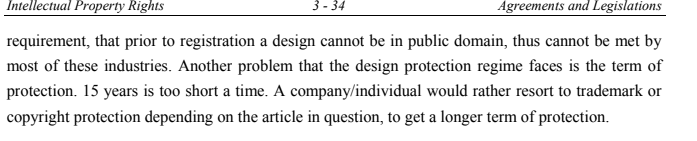 Intellectual Property Rights 3 - 34 Agreements and Legislations
requirement, that prior to registration a design cannot be in public domain, thus cannot be met by
most of these industries. Another problem that the design protection regime faces is the term of
protection. 15 years is too short a time. A company/individual would rather resort to trademark or
copyright protection depending on the article in question, to get a longer term of protection.